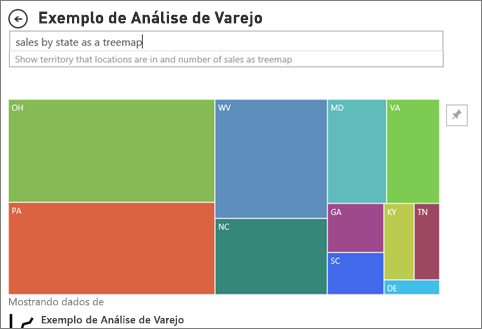 Exemplo de Análise de Varejo
sales by state as a treemap
Show territory that locations are in and number of sales as treemap
OH
WV
MD
VA
PA
NC
GA
KY
TN
SC
DE
Mostrando dados de
Exemplo de Análise de Varejo